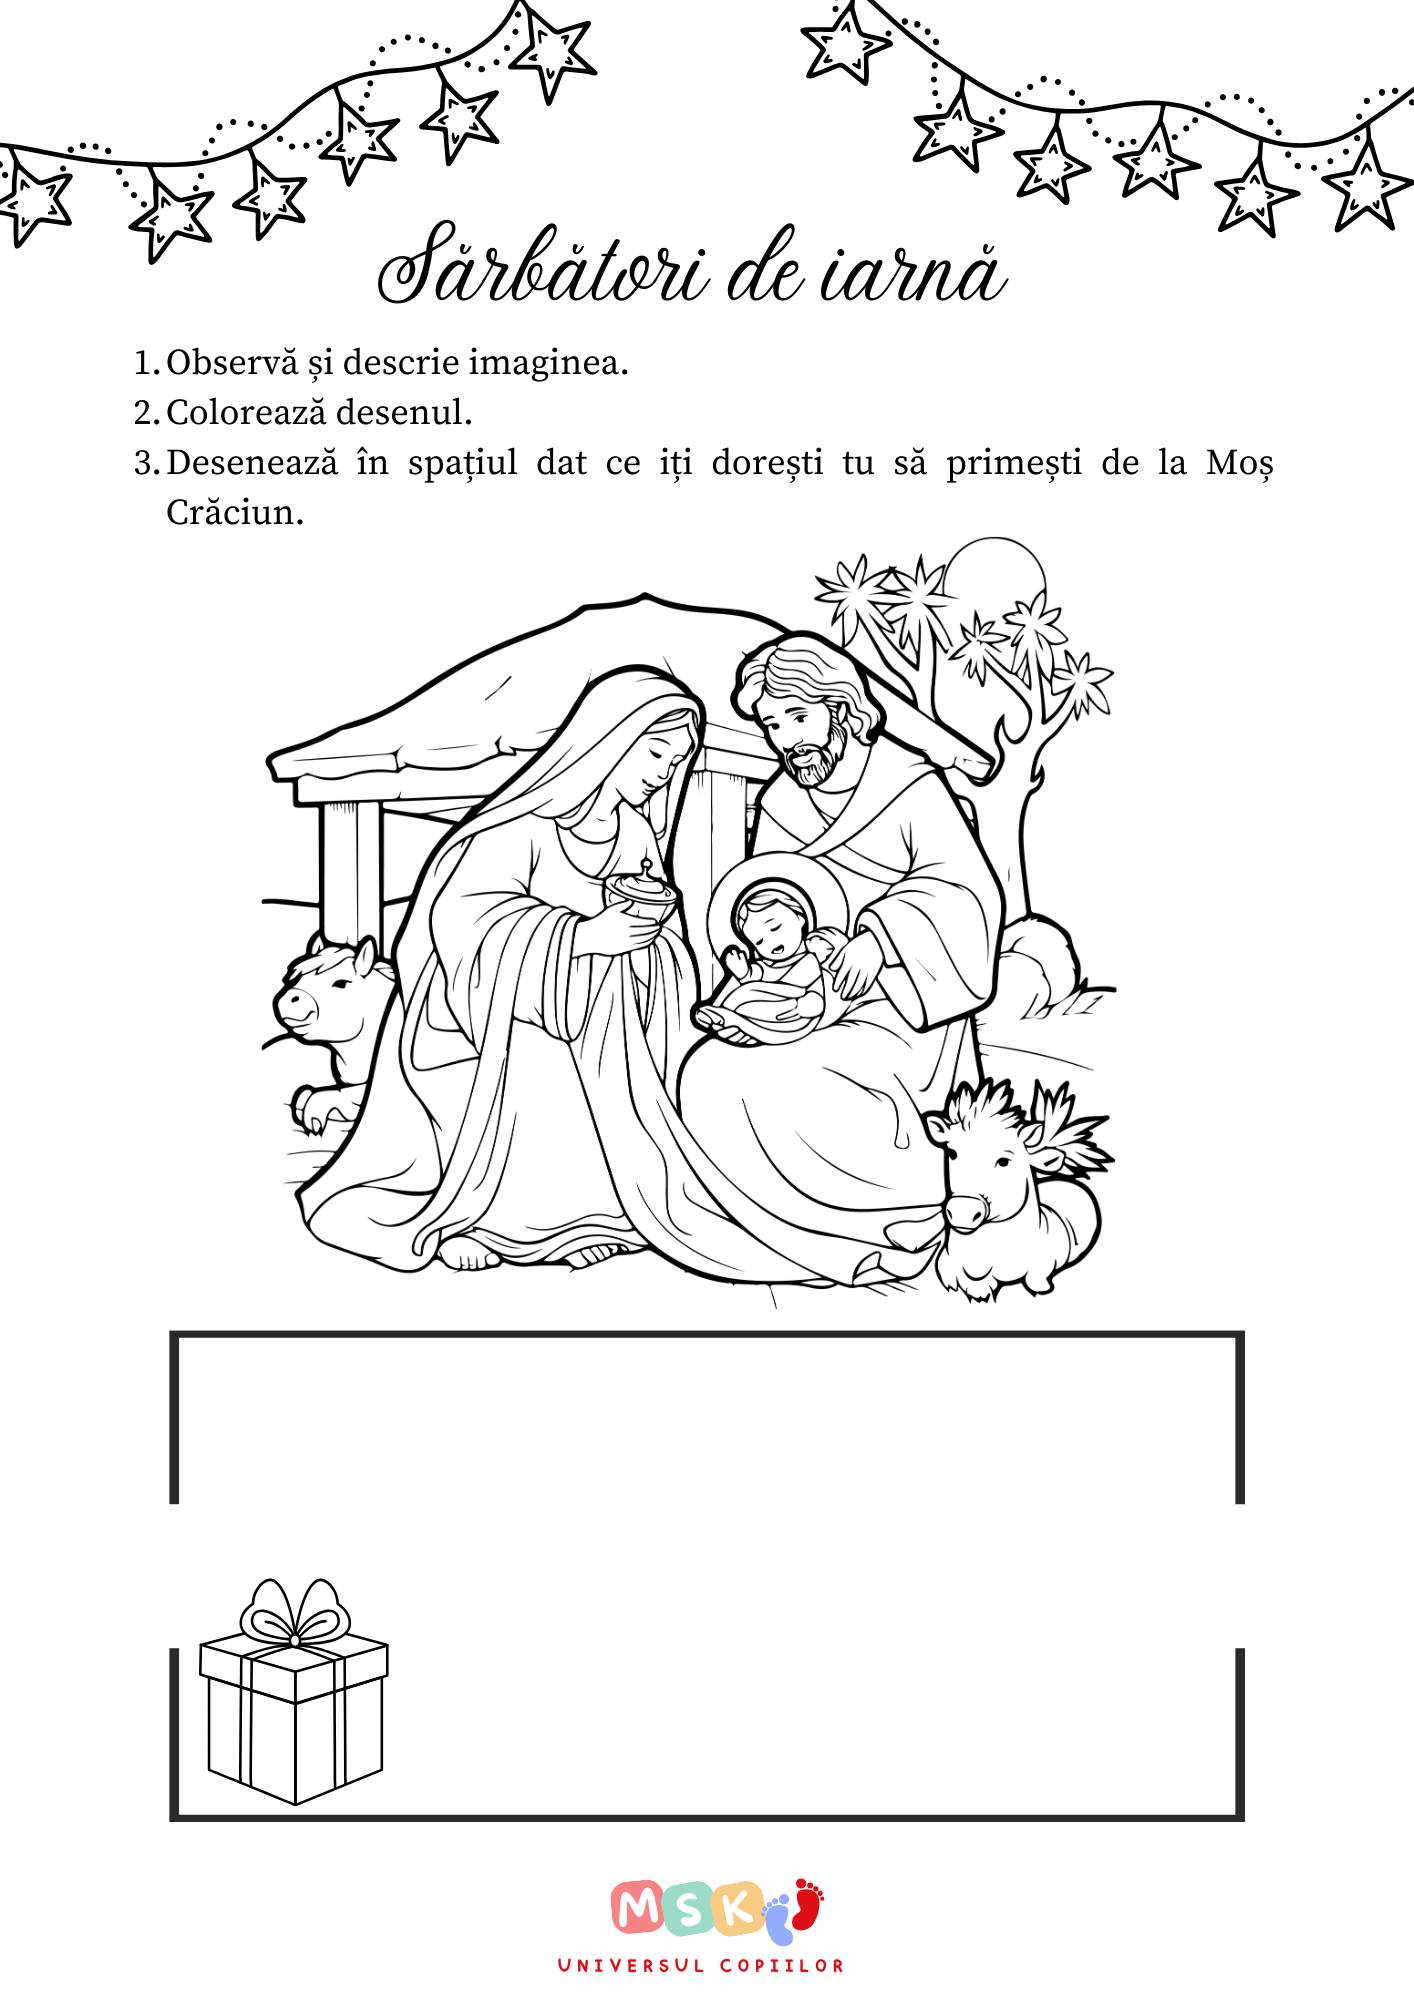 Sărbători de iarnă
1. Observă și descrie imaginea.
2. Colorează desenul.
3. Desenează în spațiul dat ce iți dorești tu să primești de la Moș
Crăciun.
MSK
UNIVERSUL COPIILOR